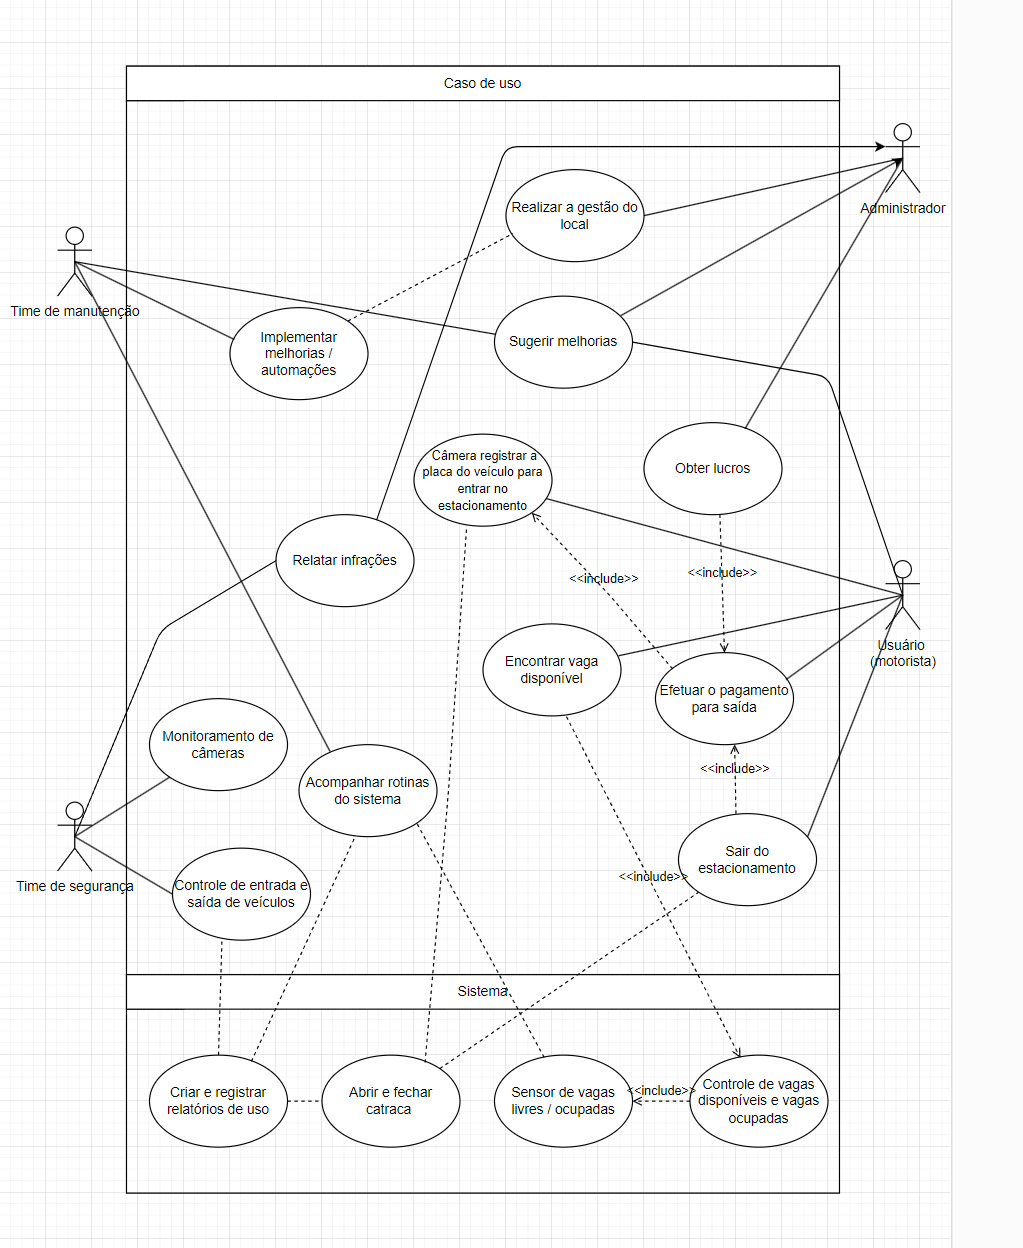 Caso de uso
Administrador
Realizar a gestão do
local
Time de manutenção
Implementar
melhorias /
automações
Sugerir melhorias
Câmera registrar a
placa do veículo para
entrar no
estacionamento
Obter lucros
Relatar infrações
<<include>>
<<include>>
Usuário
(motorista)
Encontrar vaga
disponível
Efetuar o pagamento
para saída
Monitoramento de
câmeras
Acompanhar rotinas
do sistema
<<include>>
Time de segurança
Controle de entrada e
saída de veículos
Sair do
estacionamento
<<include>>
Sistema
Criar e registrar
relatórios de uso
Abrir e fechar
catraca
Sensor de vagas
livres / ocupadas
<<include>>
Controle de vagas
disponíveis e vagas
ocupadas